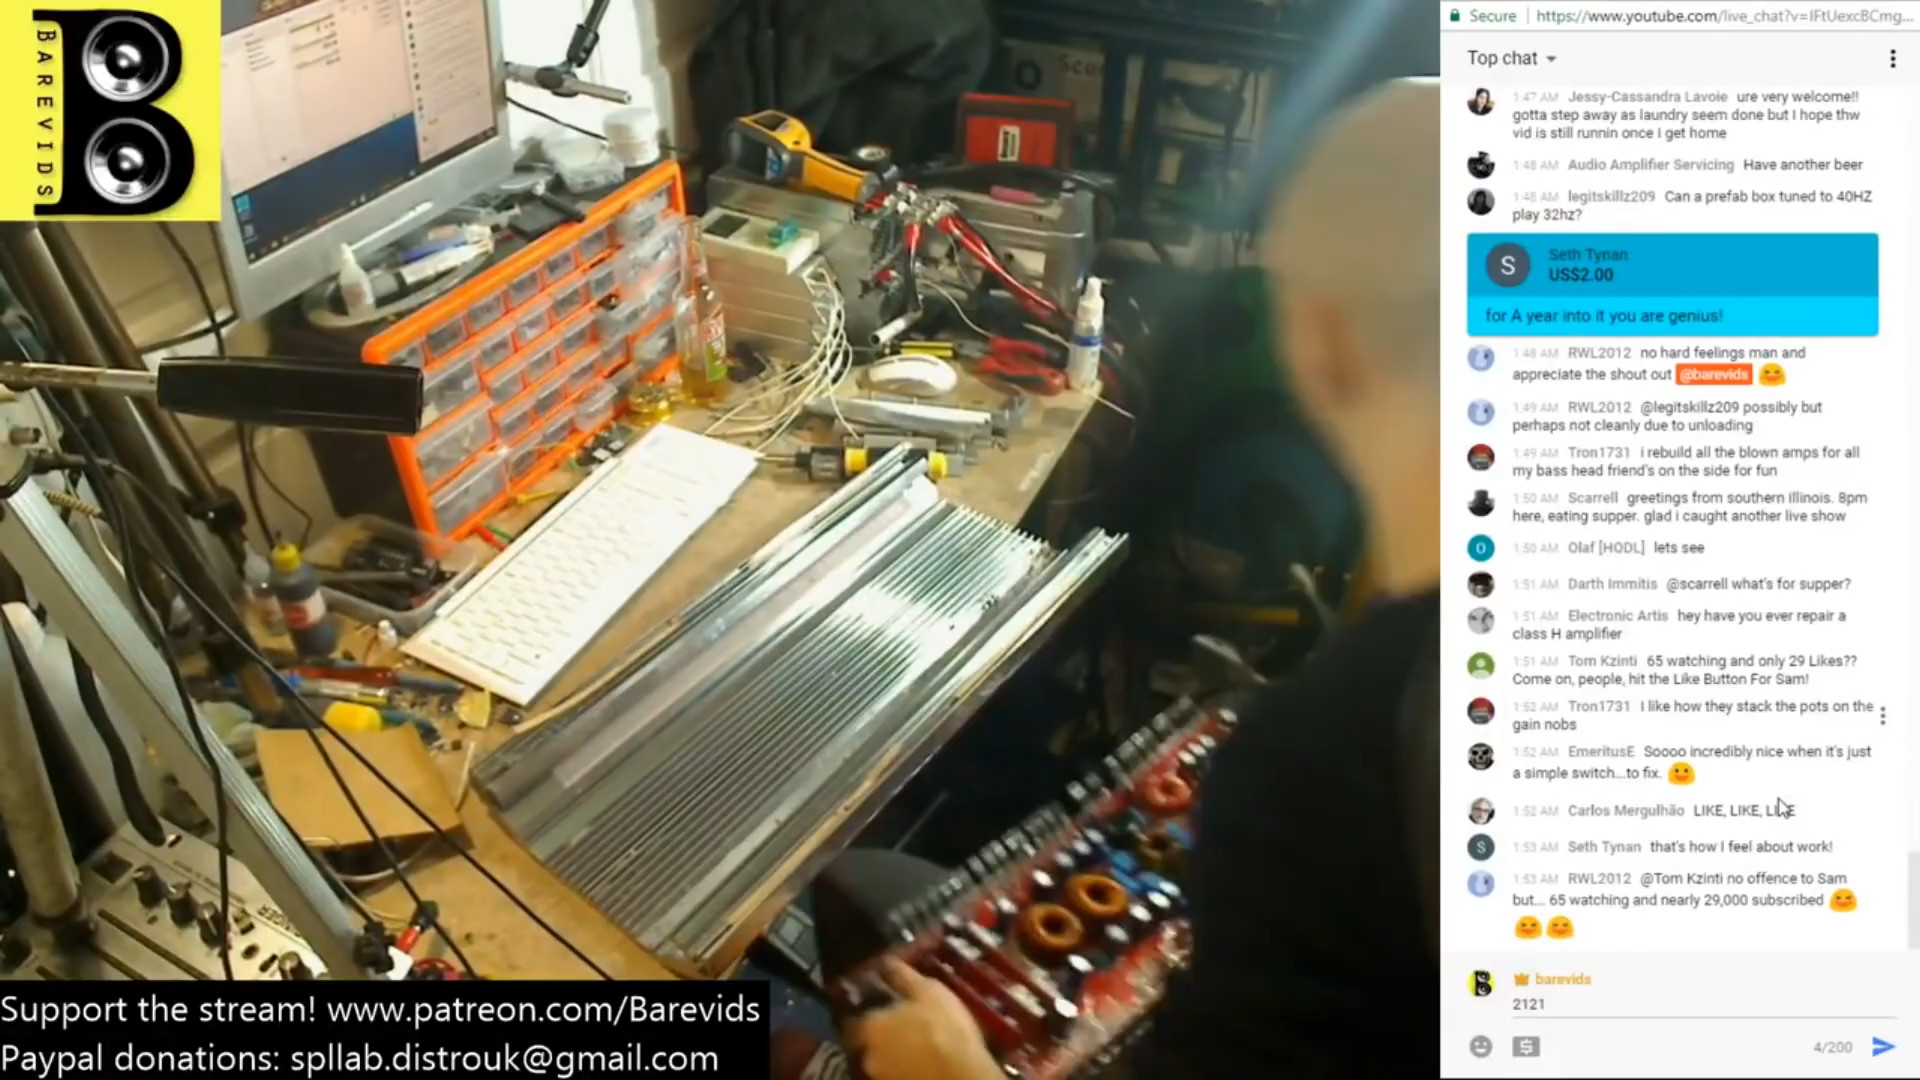 BAREVIDS
Secure https://www.youtube.com/live_chat?v=IFtUexcBCmg...
Top chat
1:47 AM Jessy-Cassandra Lavoie ure very welcome!!
gotta step away as laundry seem done but I hope thw
vid is still runnin once I get home
1:48 AM Audio Amplifier Servicing Have another beer
1:48 AM legitskillz209 Can a prefab box tuned to 40HZ
play 32hz?
S
Seth Tynan
US$2.00
for A year into it you are genius!
1:48 AM RWL2012 no hard feelings man and
appreciate the shout out @barevids
1:49 AM RWL2012 @legitskillz209 possibly but
perhaps not cleanly due to unloading
1:49 AM Tron1731 i rebuild all the blown amps for all
my bass head friend's on the side for fun
1:50 AM Scarrell greetings from southern illinois. 8pm
here, eating supper. glad i caught another live show
O 1:50 AM Olaf [HODL] lets see
1:51 AM Darth Immitis @scarrell what's for supper?
1:51 AM Electronic Artis hey have you ever repair a
class H amplifier
1:51 AM Tom Kzinti 65 watching and only 29 Likes??
Come on, people, hit the Like Button For Sam!
1:52 AM Tron1731 I like how they stack the pots on the
gain nobs
1:52 AM EmeritusE Soooo incredibly nice when it's just
a simple switch...to fix.
1:52 AM Carlos Mergulhão LIKE, LIKE, LIKE
S 1:53 AM Seth Tynan that's how I feel about work!
1:53 AM RWL2012 @Tom Kzinti no offence to Sam
but... 65 watching and nearly 29,000 subscribed
barevids
2121
4/200
Support the stream! www.patreon.com/Barevids
Paypal donations: spllab.distrouk@gmail.com